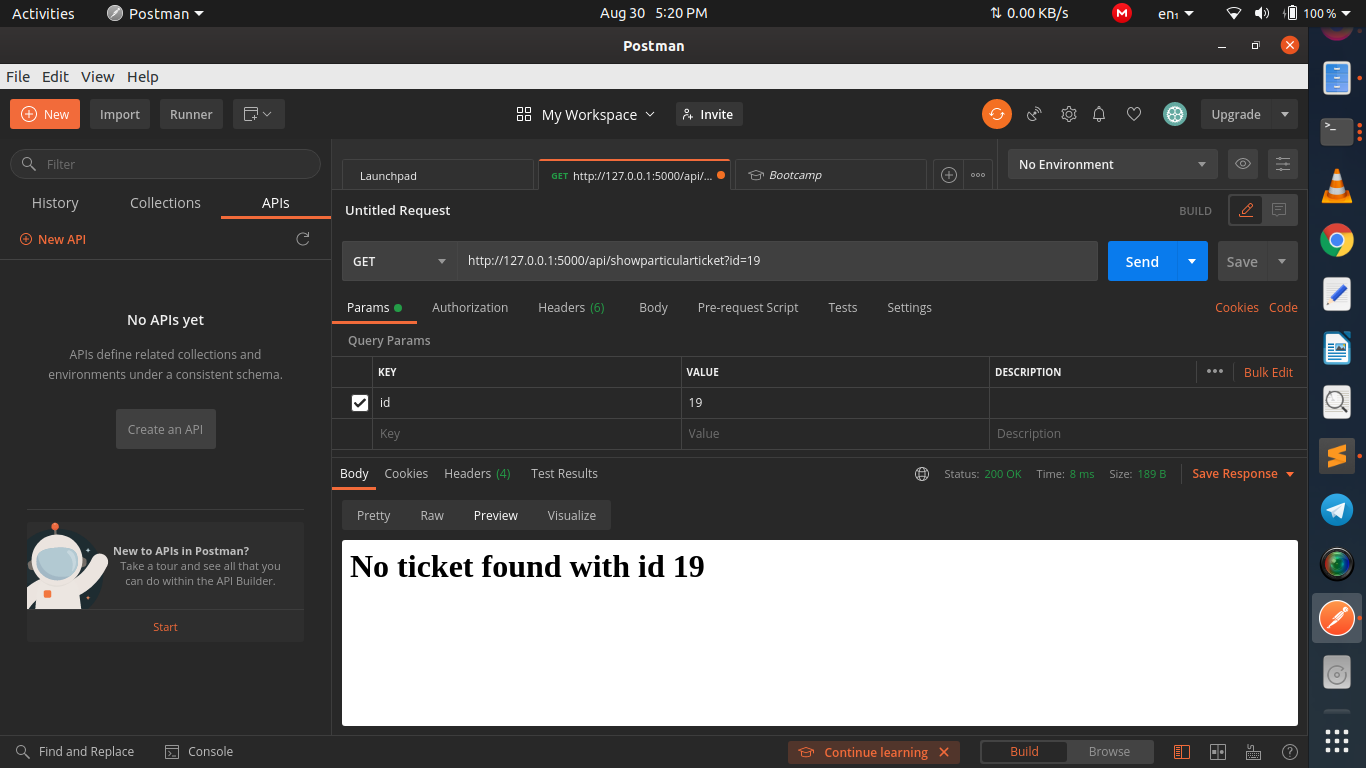 Activities Postman Aug 30 5:20 PM 0.00 KB/s M en₁ 100 %
Postman
File Edit View Help
New Import Runner My Workspace Invite Upgrade
Filter
History Collections APIs
New API
No APIs yet
APIs define related collections and
environments under a consistent schema.
Create an API
New to APIs in Postman?
Take a tour and see all that you
can do within the API Builder.
Start
Launchpad GET http://127.0.0.1:5000/api/... Bootcamp No Environment
Untitled Request BUILD
GET http://127.0.0.1:5000/api/showparticularticket?id=19 Send Save
Params Authorization Headers (6) Body Pre-request Script Tests Settings Cookies Code
Query Params
KEY VALUE DESCRIPTION ••• Bulk Edit
id 19
Key Value Description
Body Cookies Headers (4) Test Results Status: 200 OK Time: 8 ms Size: 189 B Save Response
Pretty Raw Preview Visualize
No ticket found with id 19
Find and Replace Console Continue learning Build Browse